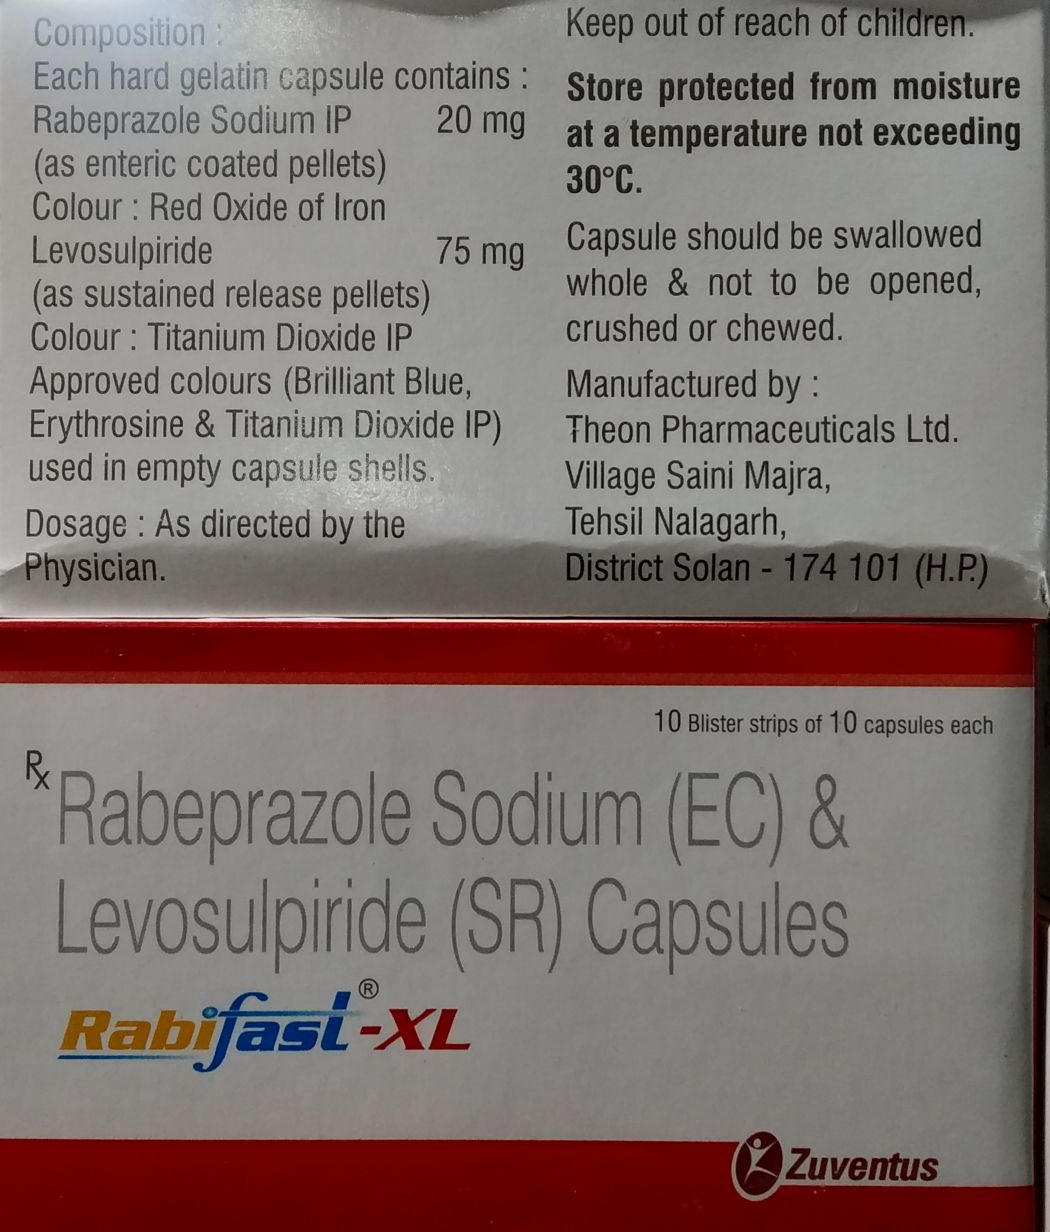 Composition :
Each hard gelatin capsule contains :
Rabeprazole Sodium IP 20 mg
(as enteric coated pellets)
Colour : Red Oxide of Iron
Levosulpiride 75 mg
(as sustained release pellets)
Colour : Titanium Dioxide IP
Approved colours (Brilliant Blue,
Erythrosine & Titanium Dioxide IP)
used in empty capsule shells.
Dosage : As directed by the
Physician.
Keep out of reach of children.
Store protected from moisture
at a temperature not exceeding
30°C.
Capsule should be swallowed
whole & not to be opened,
crushed or chewed.
Manufactured by :
Theon Pharmaceuticals Ltd.
Village Saini Majra,
Tehsil Nalagarh,
District Solan - 174 101 (H.P.)
10 Blister strips of 10 capsules each
Rx Rabeprazole Sodium (EC) &
Levosulpiride (SR) Capsules
Rabifast®-XL
Zuventus